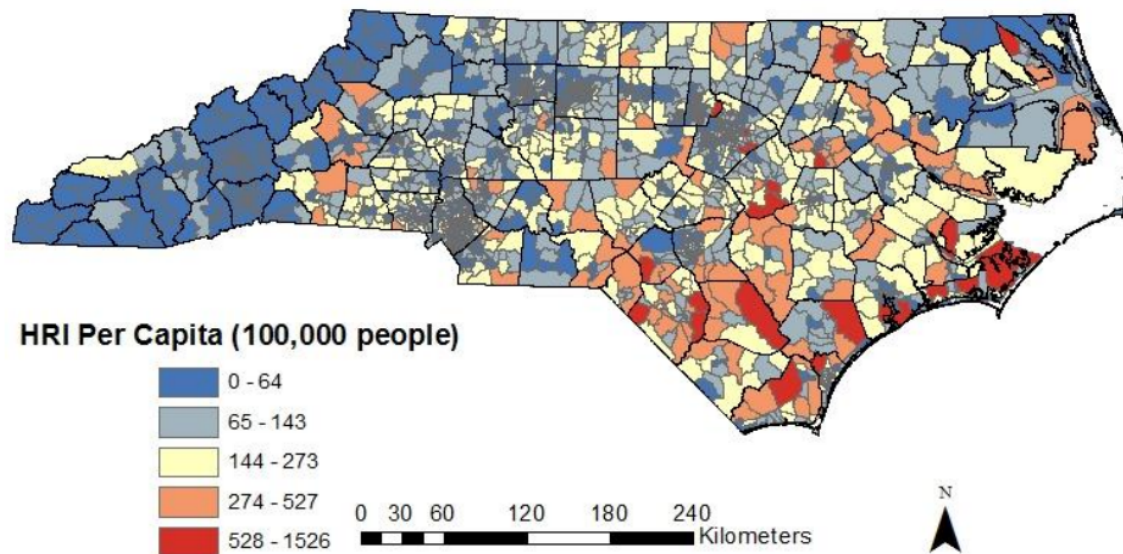 HRI Per Capita (100,000 people)
0 - 64
65 - 143
144 - 273
274 - 527
528 - 1526
0 15 30 60 120 180 240
Kilometers
N